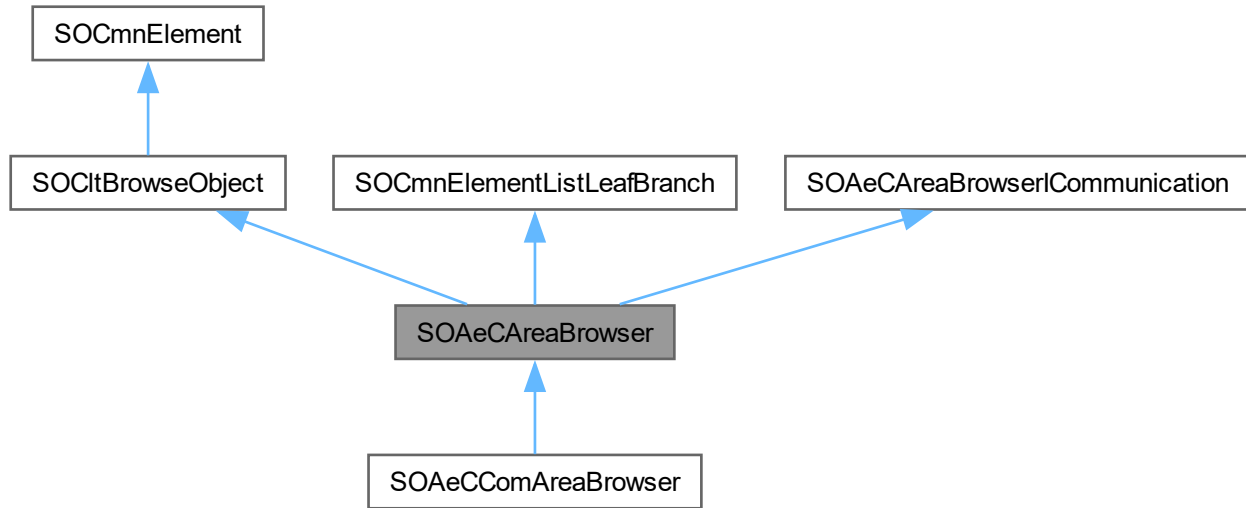 SOCmnElement
SOCltBrowseObject
SOCmnElementListLeafBranch
SOAeCAreaBrowserICommunication
SOAeCAreaBrowser
SOAeCComAreaBrowser